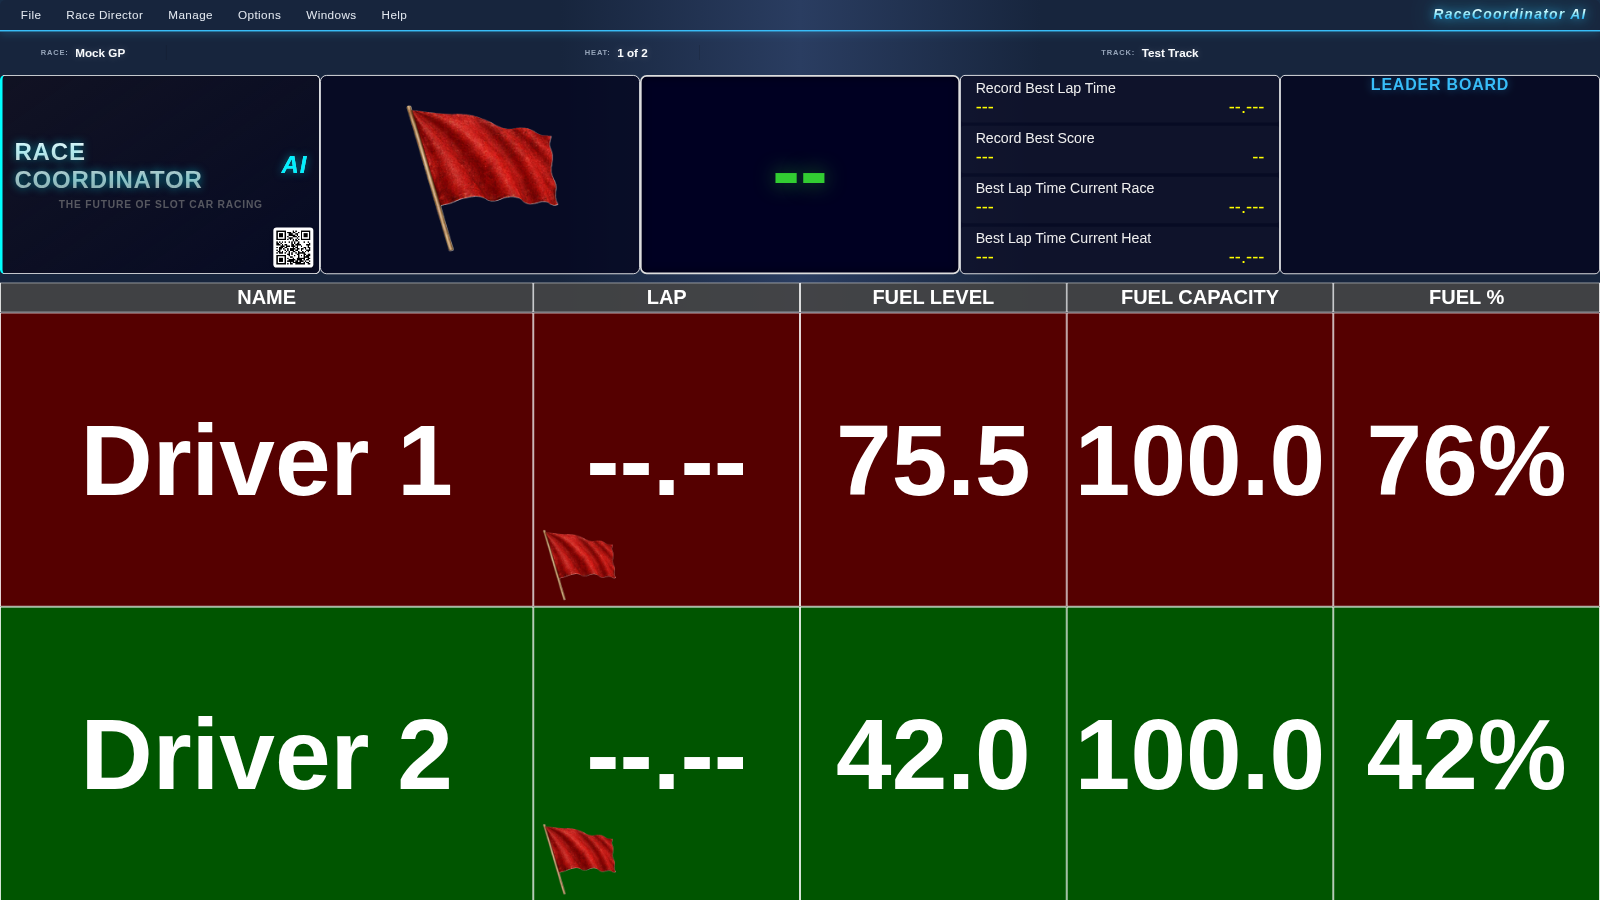 File Race Director Manage Options Windows Help RaceCoordinator AI
RACE: Mock GP HEAT: 1 of 2 TRACK: Test Track
RACE
COORDINATOR
AI
THE FUTURE OF SLOT CAR RACING
--
Record Best Lap Time
--- --.---
Record Best Score
--- --
Best Lap Time Current Race
--- --.---
Best Lap Time Current Heat
--- --.---
LEADER BOARD
NAME LAP FUEL LEVEL FUEL CAPACITY FUEL %
Driver 1 --.-- 75.5 100.0 76%
Driver 2 --.-- 42.0 100.0 42%